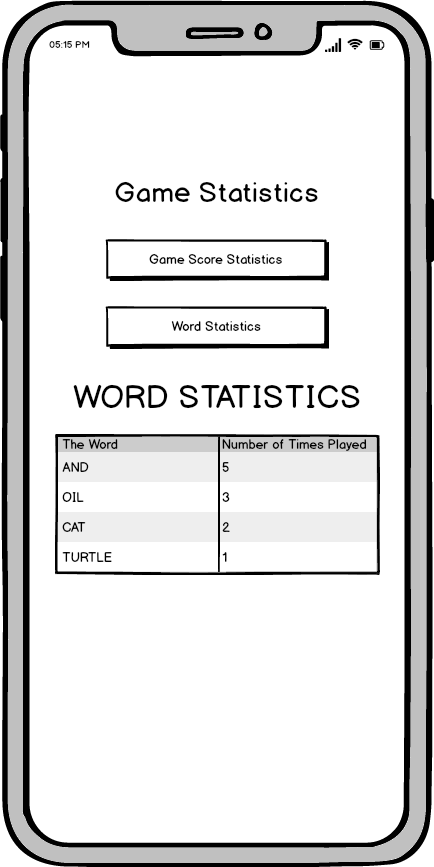 05:15 PM
Game Statistics
Game Score Statistics
Word Statistics
WORD STATISTICS
The Word Number of Times Played
AND 5
OIL 3
CAT 2
TURTLE 1